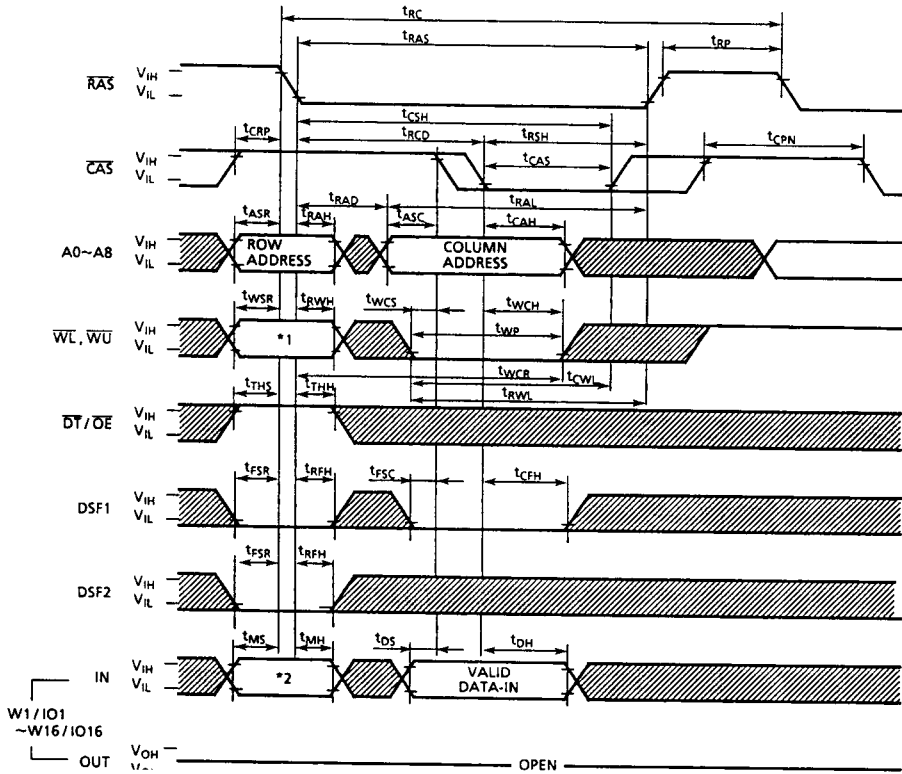 tRC
tRAS
tRP
RAS
VIH
VIL
tCSH
tCRP
tRCD
tRSH
tCPN
CAS
VIH
VIL
tCAS
tRAD
tRAL
tASR
tRAH
tASC
tCAH
A0~A8
VIH
VIL
ROW ADDRESS
COLUMN ADDRESS
tWSR
tRWH
tWCS
tWCH
WL, WU
VIH
VIL
*1
tWP
tWCR
tCWL
tRWL
tTHS
tTHH
DT/OE
VIH
VIL
tFSR
tRFH
tFSC
tCFH
DSF1
VIH
VIL
tFSR
tRFH
DSF2
VIH
VIL
tMS
tMH
tDS
tDH
IN
VIH
VIL
*2
VALID DATA-IN
W1/IO1
~W16/IO16
OUT
VOH
OPEN